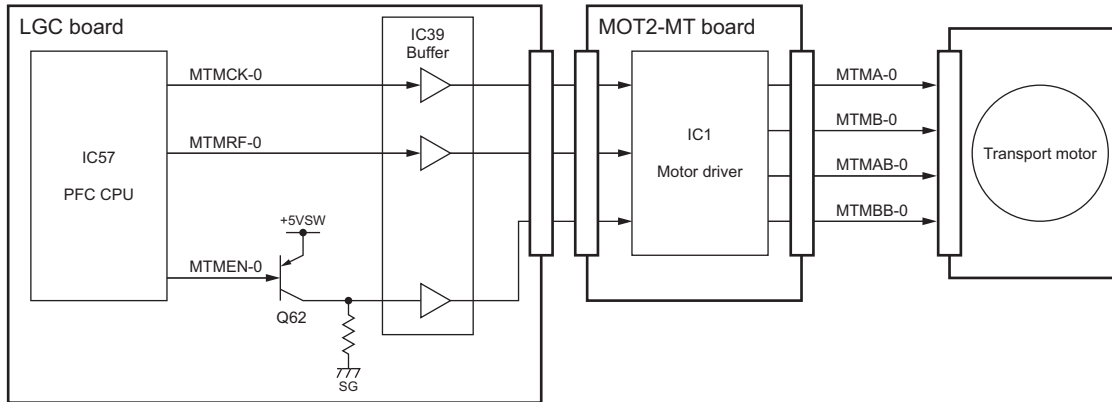 LGC board
IC39
Buffer
MOT2-MT board
MTMCK-0
MTMA-0
MTMB-0
IC57
PFC CPU
MTMRF-0
IC1
Motor driver
Transport motor
MTMAB-0
MTMBB-0
+5VSW
MTMEN-0
Q62
SG